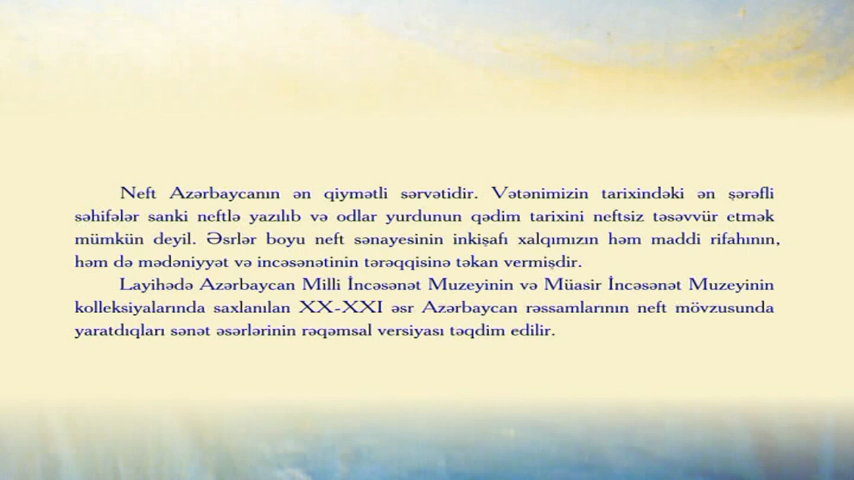 Neft Azərbaycanın ən qiymətli sərvətidir. Vətənimizin tarixindəki ən şərəfli
səhifələr sanki neftlə yazılıb və odlar yurdunun qədim tarixini neftsiz təsəvvür etmək
mümkün deyil. Əsrlər boyu neft sənayesinin inkişafı xalqımızın həm maddi rifahının,
həm də mədəniyyət və incəsənətinin tərəqqisinə təkan vermişdir.
Layihədə Azərbaycan Milli İncəsənət Muzeyinin və Müasir İncəsənət Muzeyinin
kolleksiyalarında saxlanılan XX-XXI əsr Azərbaycan rəssamlarının neft mövzusunda
yaratdıqları sənət əsərlərinin rəqəmsal versiyası təqdim edilir.